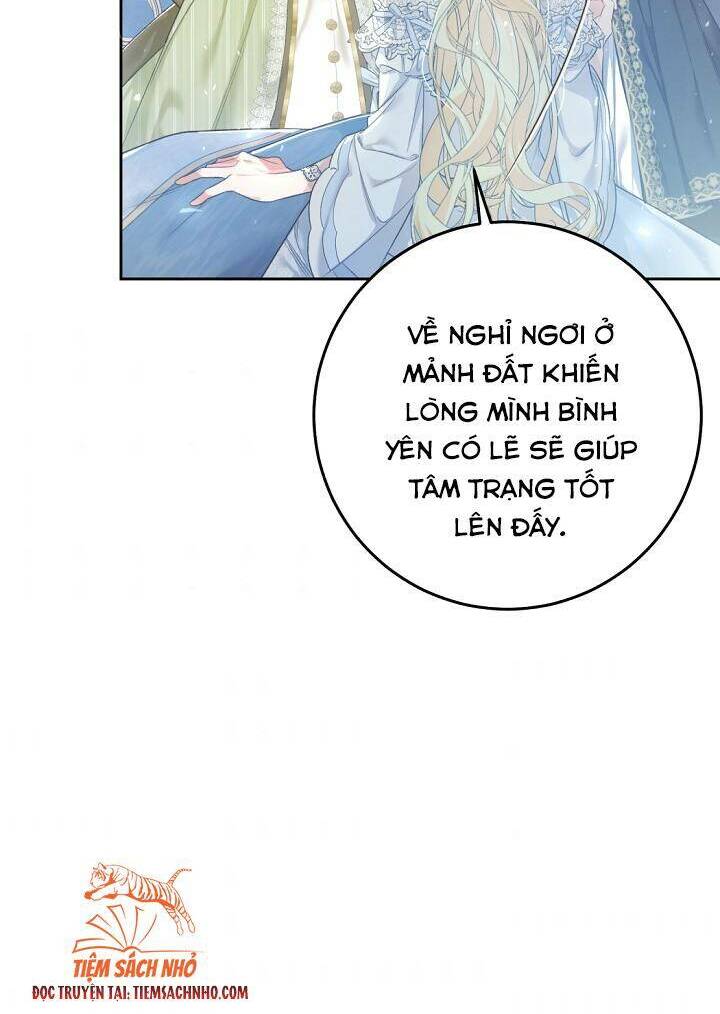 VỀ NGHỈ NGƠI Ở
MẢNH ĐẤT KHIẾN
LÒNG MÌNH BÌNH
YÊN CÓ LẼ SẼ GIÚP
TÂM TRẠNG TỐT
LÊN ĐẤY.
TIỆM SÁCH NHỎ
ĐỌC TRUYỆN TẠI: TIEMSACHNHO.COM